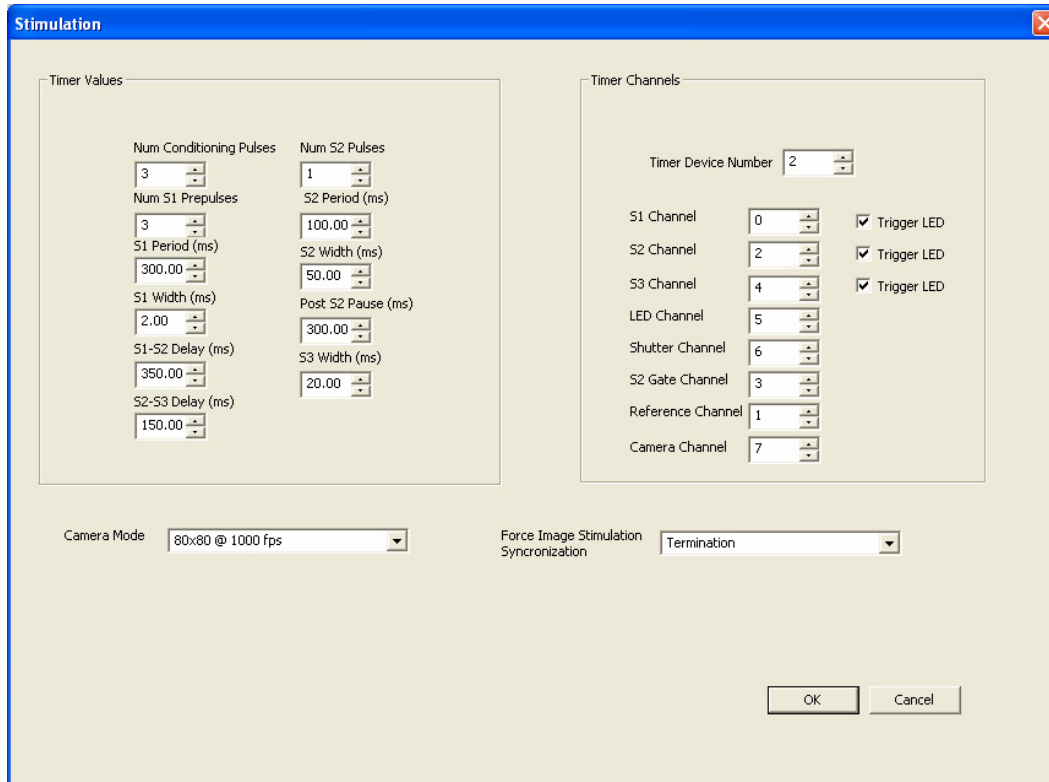 Stimulation
Timer Values
Num Conditioning Pulses
3
Num S1 Prepulses
3
S1 Period (ms)
300.00
S1 Width (ms)
2.00
S1-S2 Delay (ms)
350.00
S2-S3 Delay (ms)
150.00
Num S2 Pulses
1
S2 Period (ms)
100.00
S2 Width (ms)
50.00
Post S2 Pause (ms)
300.00
S3 Width (ms)
20.00
Timer Channels
Timer Device Number 2
S1 Channel 0 Trigger LED
S2 Channel 2 Trigger LED
S3 Channel 4 Trigger LED
LED Channel 5
Shutter Channel 6
S2 Gate Channel 3
Reference Channel 1
Camera Channel 7
Camera Mode 80x80 @ 1000 fps
Force Image Stimulation
Syncronization
Termination
OK Cancel